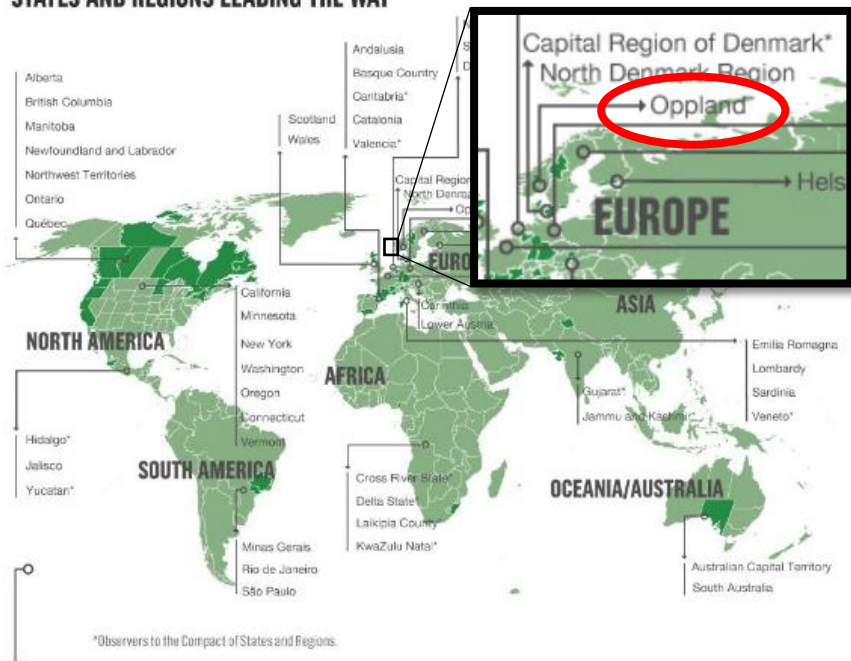 STATES AND REGIONS LEADING THE WAY
Alberta
British Columbia
Manitoba
Newfoundland and Labrador
Northwest Territories
Ontario
Québec
Scotland
Wales
Andalusia
Basque Country
Cantabria*
Catalonia
Valencia*
Capital Region of Denmark*
North Denmark Region
Oppland
Hels
EUROPE
Capital Region
North Denma
Op
EURO
Carinthia
Lower Austria
ASIA
NORTH AMERICA
California
Minnesota
New York
Washington
Oregon
Connecticut
Vermont
AFRICA
Emilia Romagna
Lombardy
Sardinia
Veneto*
Gujarat*
Jammu and Kashmir*
Hidalgo*
Jalisco
Yucatan*
SOUTH AMERICA
Cross River State*
Delta State*
Laikipia County*
KwaZulu Natal*
OCEANIA/AUSTRALIA
Minas Gerais
Rio de Janeiro
São Paulo
Australian Capital Territory
South Australia
*Observers to the Compact of States and Regions.